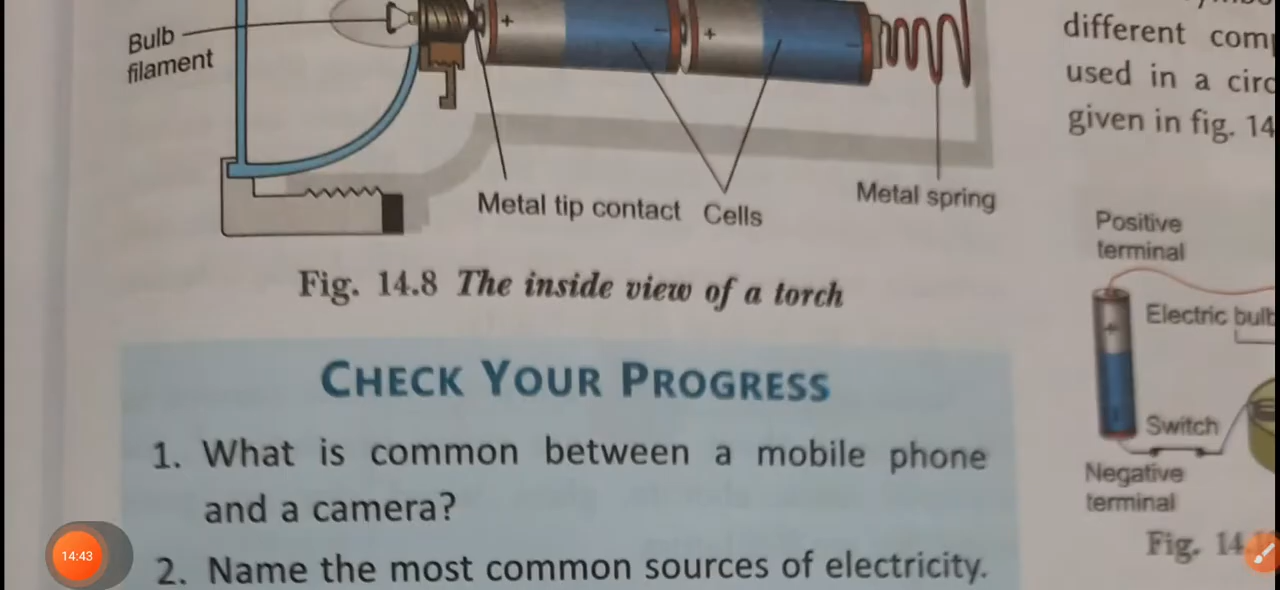 Bulb
filament
+
-
+
-
Metal tip contact
Cells
Metal spring
Fig. 14.8 The inside view of a torch
CHECK YOUR PROGRESS
1. What is common between a mobile phone
and a camera?
2. Name the most common sources of electricity.
different
used in a
given in fig. 14
Positive
terminal
+
Electric bulb
Switch
Negative
terminal
Fig. 14
14:43